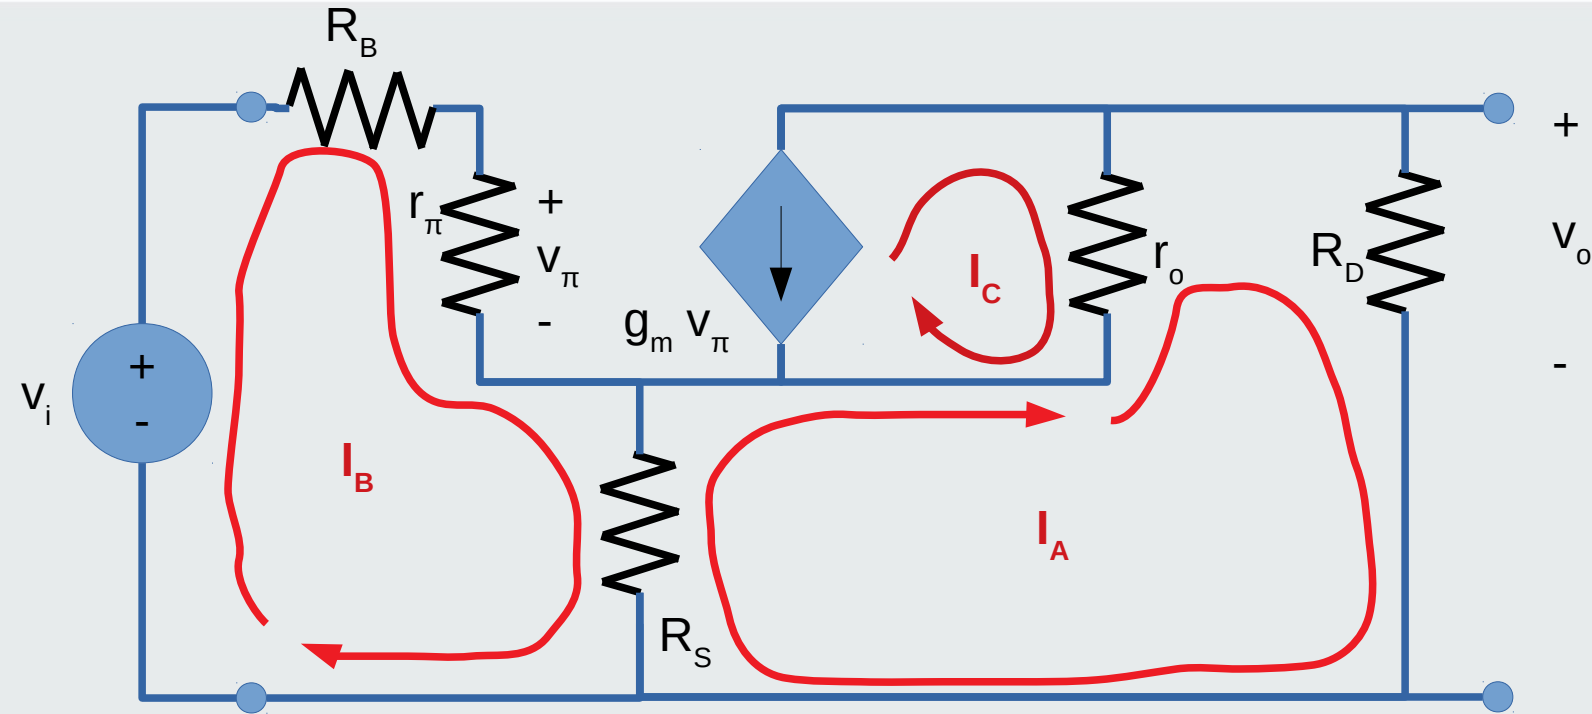 R_B
r_π
+
v_π
-
g_m v_π
I_C
r_o
R_D
+
v_o
-
+
-
v_i
I_B
I_A
R_S